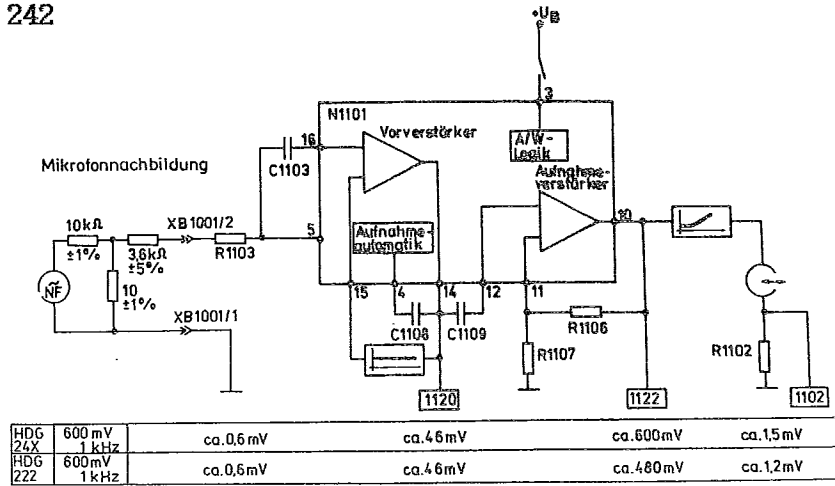 242
+UB
3
N1101
16
Vorverstärker
A/W-
Logik
C1103
Mikrofonnachbildung
Aufnahme-
verstärker
10kΩ
±1%
3,6kΩ
±5%
XB1001/2
R1103
5
Aufnahme-
automatik
10
NF
10
±1%
XB1001/1
15
4
14
12
11
C1108
C1109
R1106
R1107
R1102
1120
1122
1102
HDG
24X
600mV
1kHz
ca.0,6mV
ca.46mV
ca.600mV
ca.1,5mV
HDG
222
600mV
1kHz
ca.0,6mV
ca.46mV
ca.480mV
ca.1,2mV